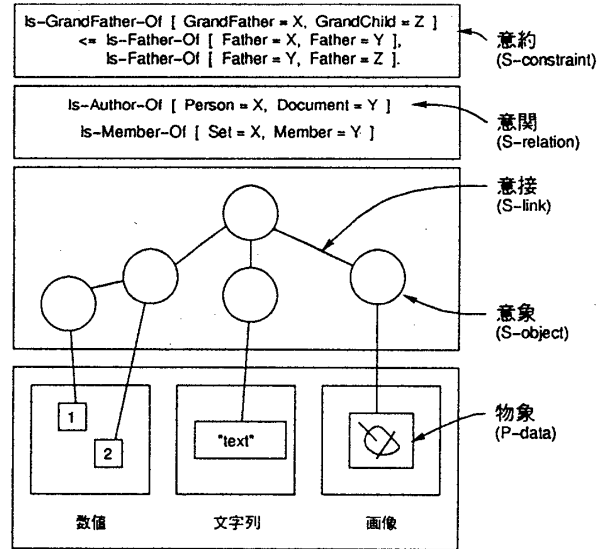 Is-GrandFather-Of [ GrandFather = X, GrandChild = Z ]
<= Is-Father-Of [ Father = X, Father = Y ],
Is-Father-Of [ Father = Y, Father = Z ].
意約
(S-constraint)
Is-Author-Of [ Person = X, Document = Y ]
Is-Member-Of [ Set = X, Member = Y ]
意関
(S-relation)
意接
(S-link)
意象
(S-object)
1
2
"text"
物象
(P-data)
数値
文字列
画像